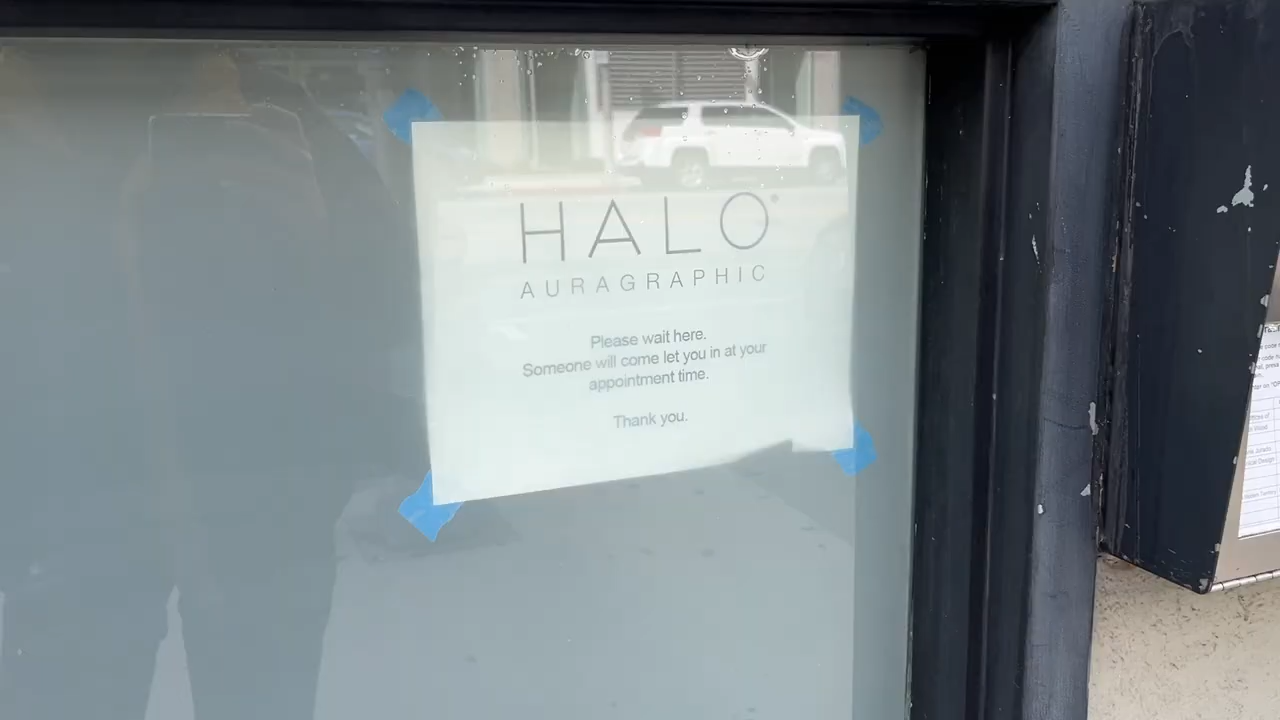 HALO
AURAGRAPHIC
Please wait here.
Someone will come let you in at your
appointment time.
Thank you.